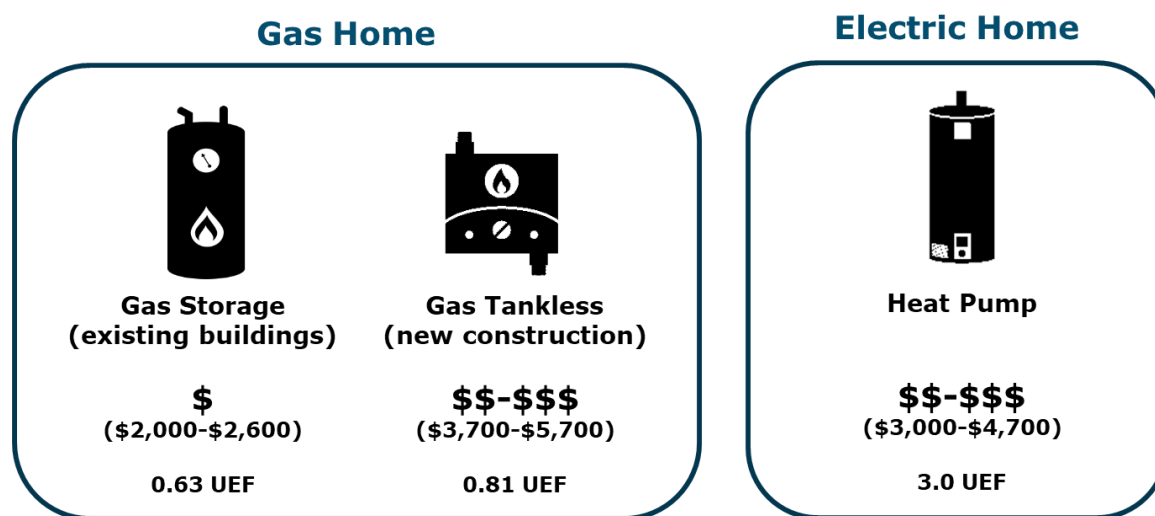 Gas Home
Electric Home
Gas Storage
(existing buildings)
$
($2,000-$2,600)
0.63 UEF
Gas Tankless
(new construction)
$$-$$$
($3,700-$5,700)
0.81 UEF
Heat Pump
$$-$$$
($3,000-$4,700)
3.0 UEF